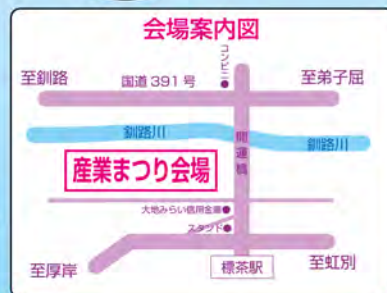 会場案内図
コンビニ
至釧路
国道391号
至弟子屈
釧路川
開運橋
釧路川
産業まつり会場
大地みらい信用金庫
スタンド
至厚岸
標茶駅
至虹別